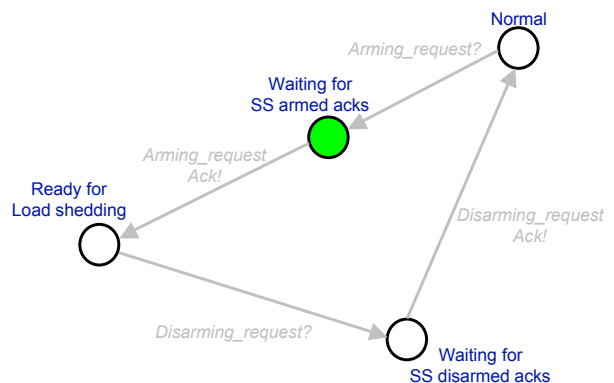 Normal
Arming_request?
Waiting for
SS armed acks
Arming_request
Ack!
Ready for
Load shedding
Disarming_request
Ack!
Disarming_request?
Waiting for
SS disarmed acks